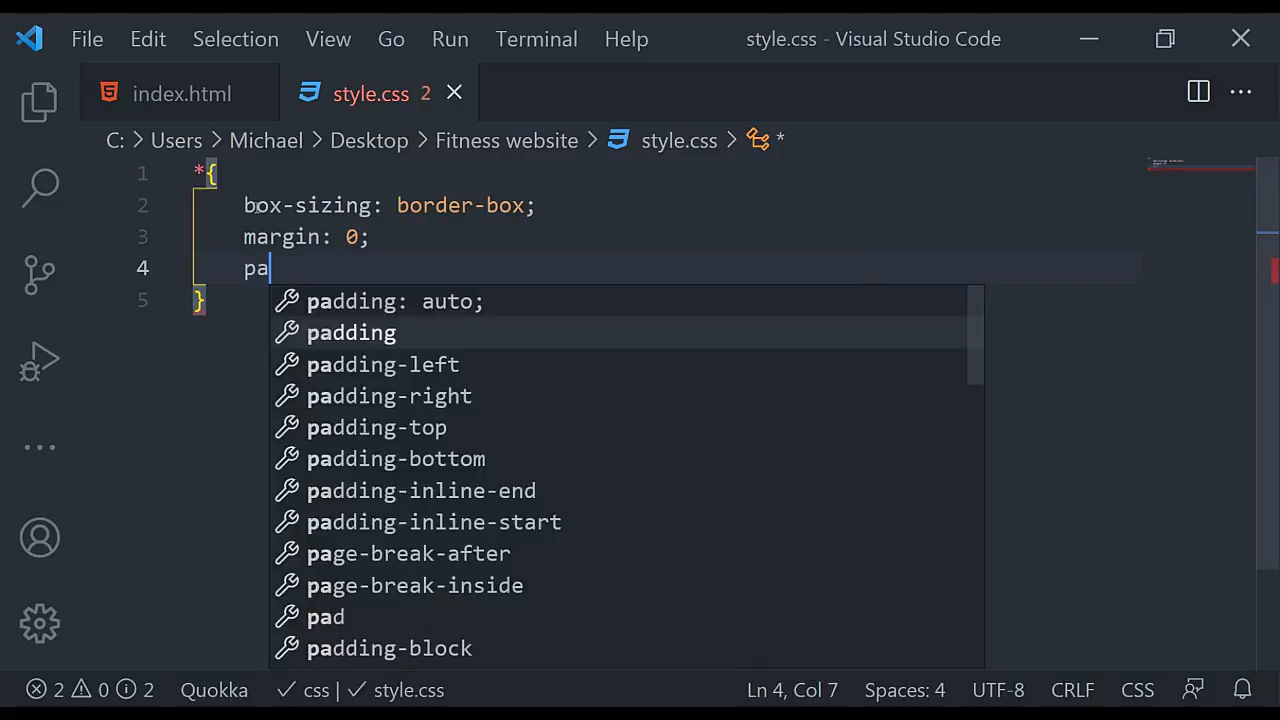 File Edit Selection View Go Run Terminal Help style.css - Visual Studio Code
index.html style.css 2
C: > Users > Michael > Desktop > Fitness website > style.css > *
1 *{
2 box-sizing: border-box;
3 margin: 0;
4 pa
5 }
padding: auto;
padding
padding-left
padding-right
padding-top
padding-bottom
padding-inline-end
padding-inline-start
page-break-after
page-break-inside
pad
padding-block
2 0 2 Quokka ✓ css | ✓ style.css Ln 4, Col 7 Spaces: 4 UTF-8 CRLF CSS